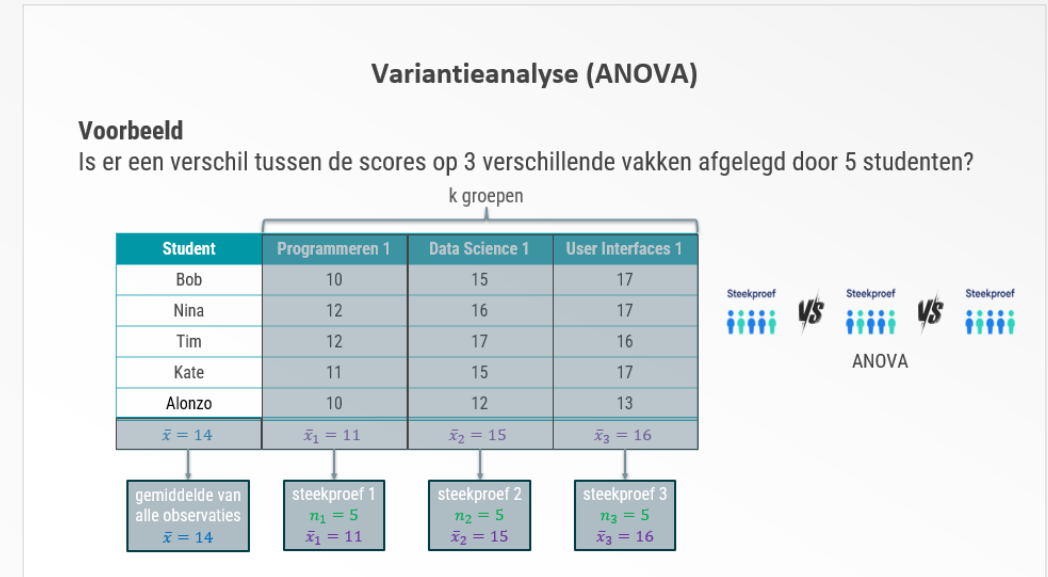 Variantieanalyse (ANOVA)
Voorbeeld
Is er een verschil tussen de scores op 3 verschillende vakken afgelegd door 5 studenten?
k groepen
Student Programmeren 1 Data Science 1 User Interfaces 1
Bob 10 15 17
Nina 12 16 17
Tim 12 17 16
Kate 11 15 17
Alonzo 10 12 13
x̄ = 14 x̄₁ = 11 x̄₂ = 15 x̄₃ = 16
gemiddelde van
alle observaties
x̄ = 14
steekproef 1
n₁ = 5
x̄₁ = 11
steekproef 2
n₂ = 5
x̄₂ = 15
steekproef 3
n₃ = 5
x̄₃ = 16
Steekproef VS Steekproef VS Steekproef
ANOVA